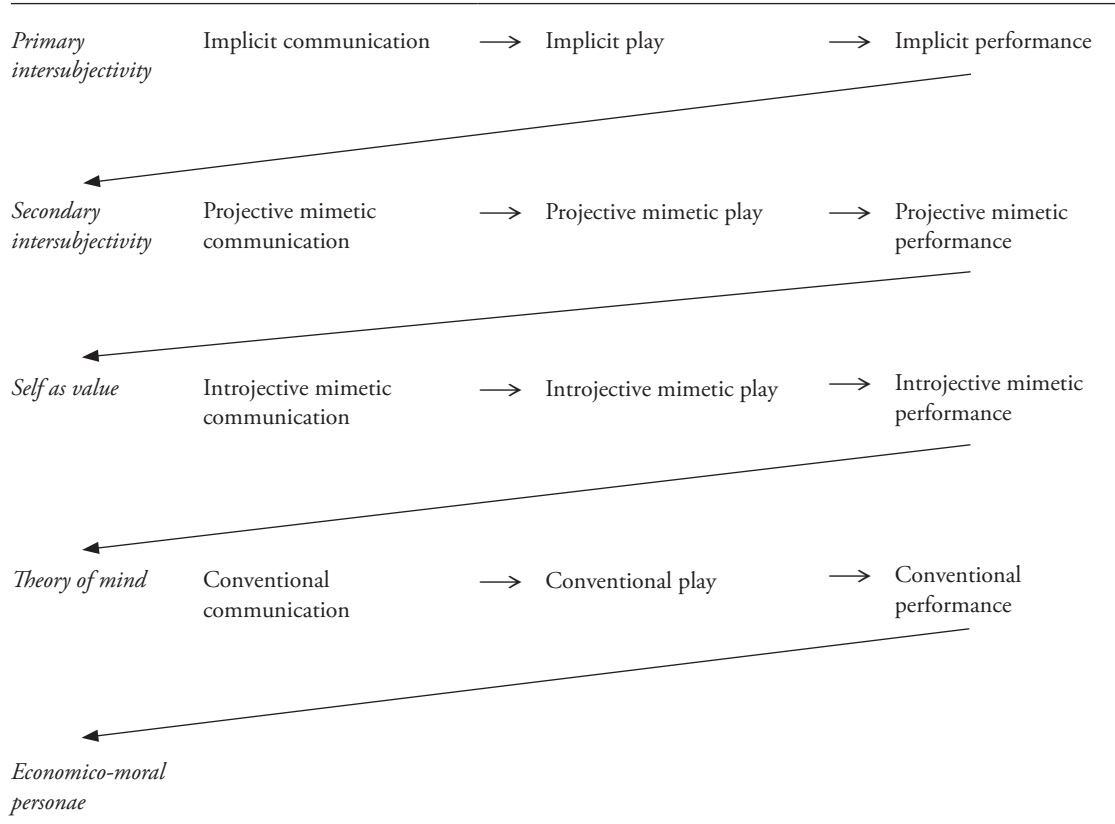 Primary
intersubjectivity
Implicit communication
Implicit play
Implicit performance
Secondary
intersubjectivity
Projective mimetic
communication
Projective mimetic play
Projective mimetic
performance
Self as value
Introjective mimetic
communication
Introjective mimetic play
Introjective mimetic
performance
Theory of mind
Conventional
communication
Conventional play
Conventional
performance
Economico-moral
personae